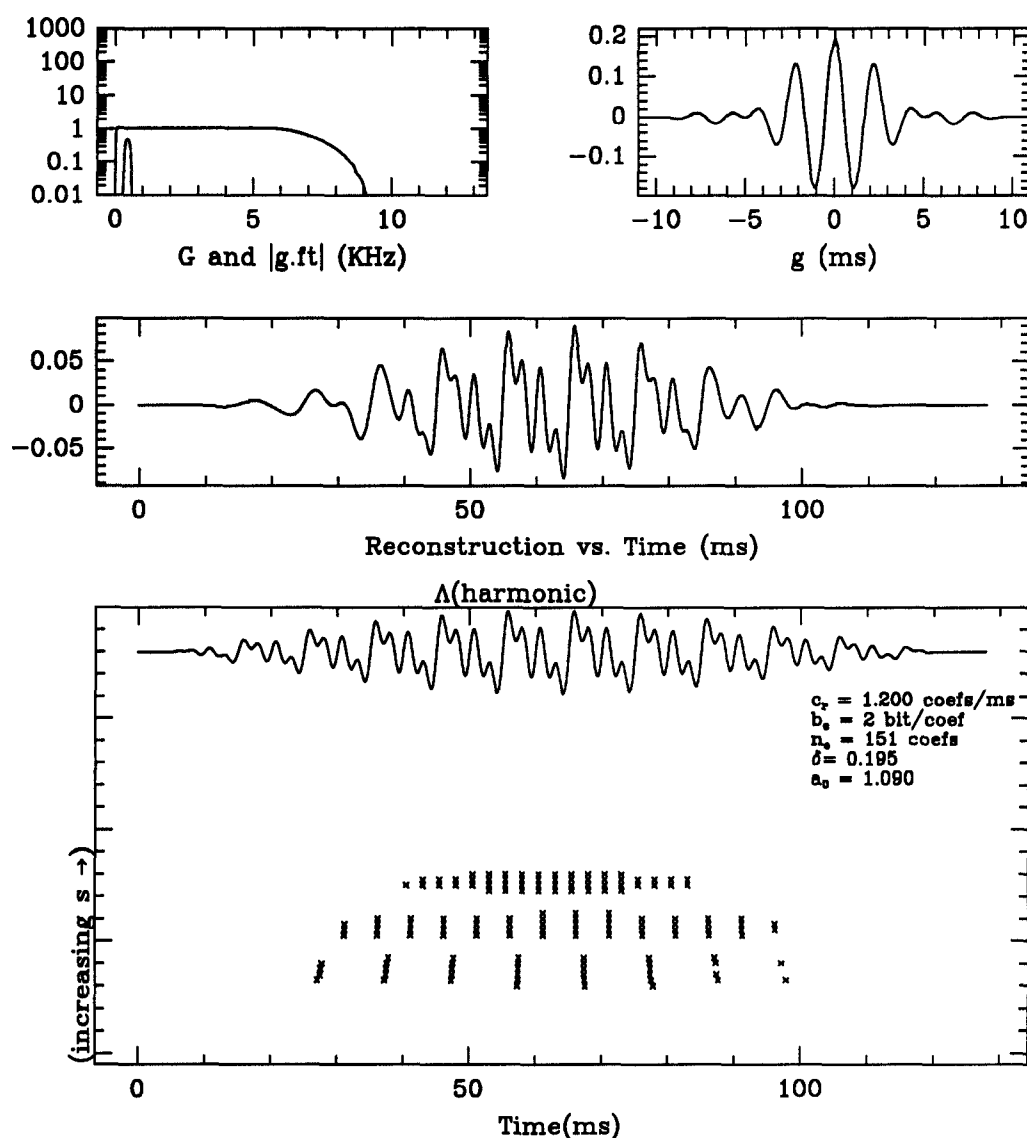 1000
100
10
1
0.1
0.01
0 5 10
G and |g.ft| (KHz)
0.2
0.1
0
−0.1
−10 −5 0 5 10
g (ms)
0.05
0
−0.05
0 50 100
Reconstruction vs. Time (ms)
Λ(harmonic)
c_r = 1.200 coefs/ms
= 2 bit/coef
= 151 coefs
= 0.195
a_0 = 1.090
(increasing s →)
0 50 100
Time(ms)